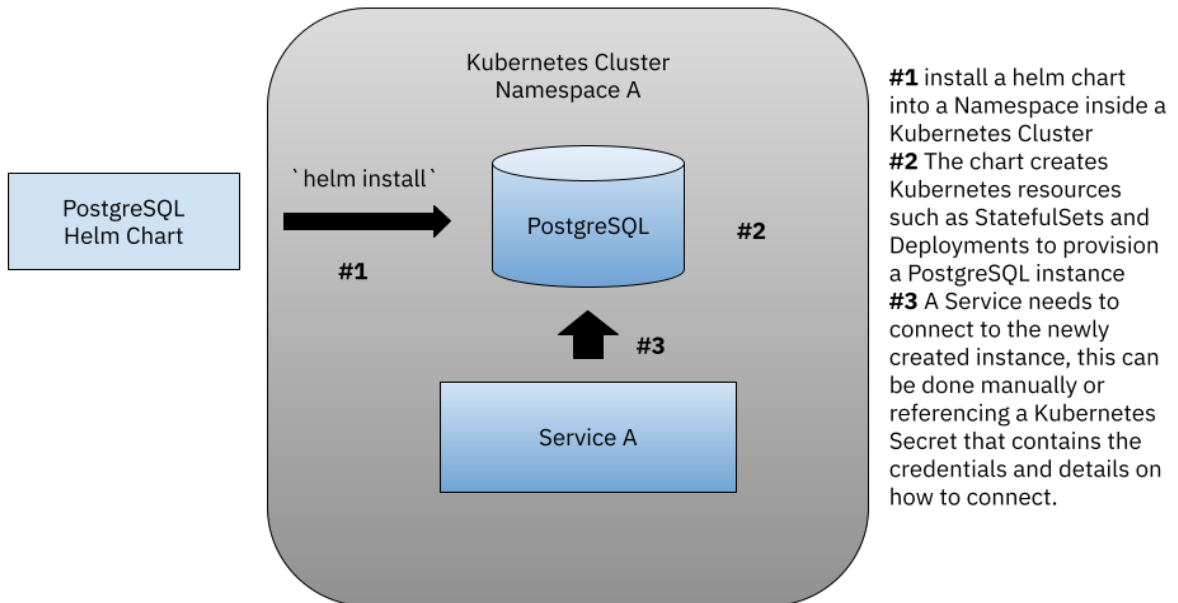 Kubernetes Cluster
Namespace A
PostgreSQL
Helm Chart
`helm install`
#1
PostgreSQL
#2
#3
Service A
#1 install a helm chart
into a Namespace inside a
Kubernetes Cluster
#2 The chart creates
Kubernetes resources
such as StatefulSets and
Deployments to provision
a PostgreSQL instance
#3 A Service needs to
connect to the newly
created instance, this can
be done manually or
referencing a Kubernetes
Secret that contains the
credentials and details on
how to connect.